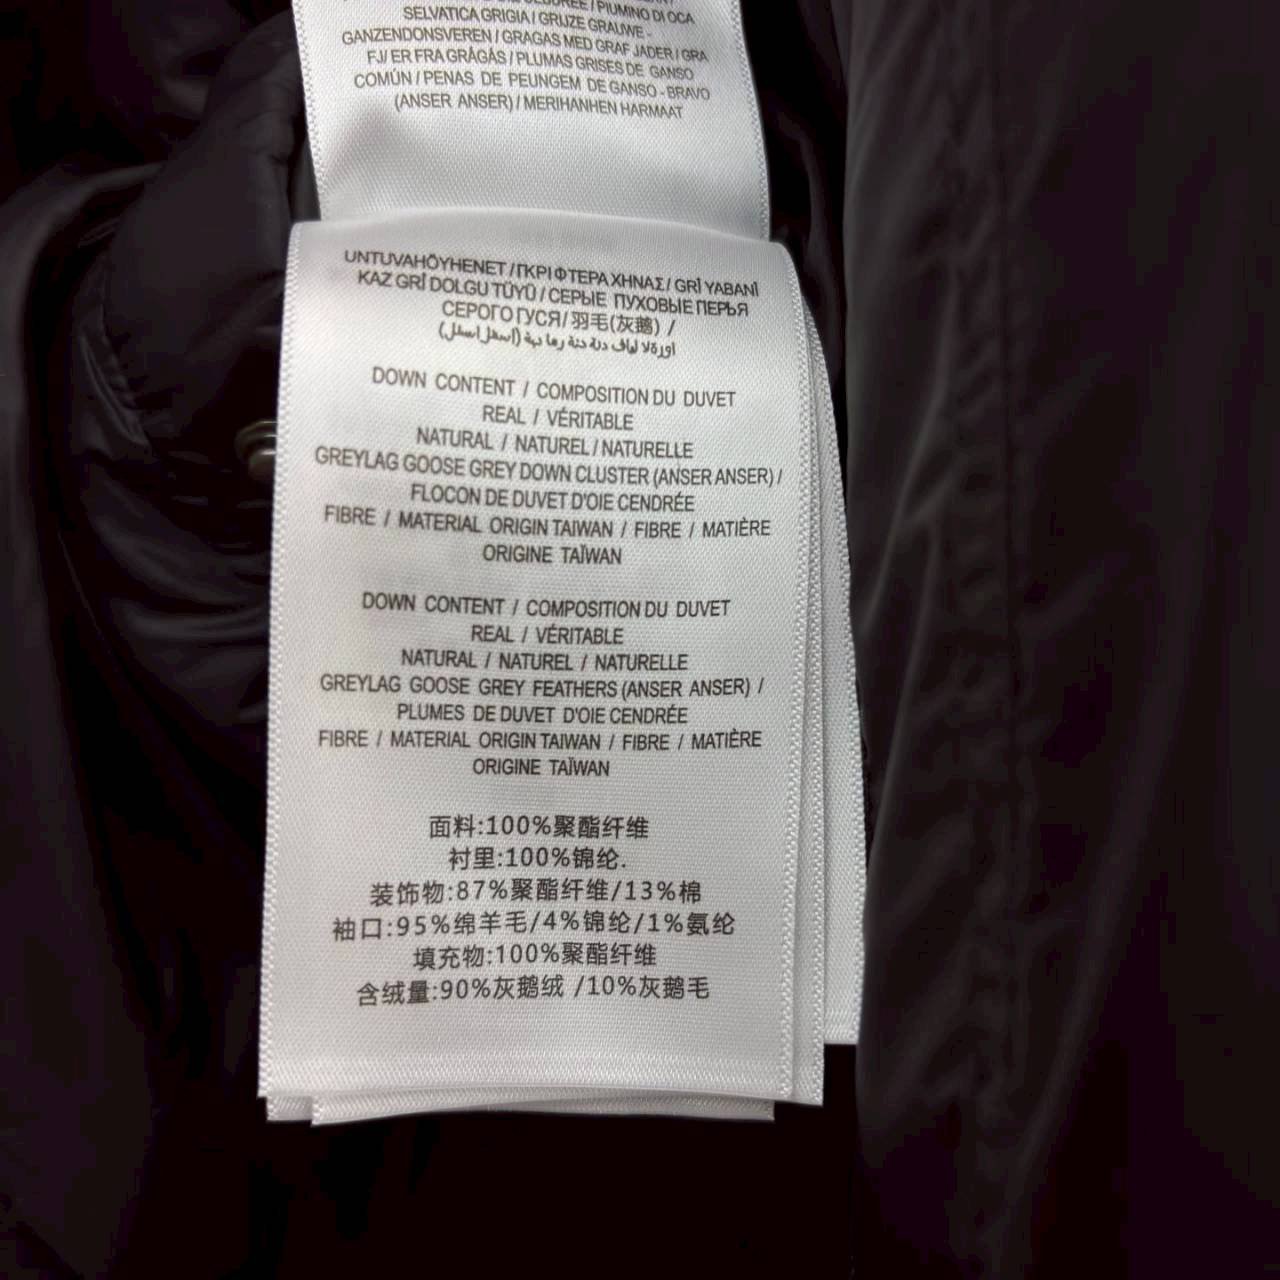 SELVATICA GRIGIA / GRIJZE GRAUWE -
GANZENDONSVEREN / GRAGAS MED GRAF JADER / GRA
FJ/ ER FRA GRÅGÅS / PLUMAS GRISES DE GANSO
COMÚN / PENAS DE PEUNGEM DE GANSO - BRAVO
(ANSER ANSER) / MERIHANHEN HARMAAT
UNTUVAHÖYHENET / ΓΚΡΙ ΦΤΕΡΑ ΧΗΝΑΣ / GRÎ YABANÎ
KAZ GRÎ DOLGU TÜYÜ / СЕРЫЕ ПУХОВЫЕ ПЕРЬЯ
СЕРОГО ГУСЯ/ 羽毛(灰鹅) /
DOWN CONTENT / COMPOSITION DU DUVET
REAL / VÉRITABLE
NATURAL / NATUREL / NATURELLE
GREYLAG GOOSE GREY DOWN CLUSTER (ANSER ANSER) /
FLOCON DE DUVET D'OIE CENDRÉE
FIBRE / MATERIAL ORIGIN TAIWAN / FIBRE / MATIÈRE
ORIGINE TAÏWAN
DOWN CONTENT / COMPOSITION DU DUVET
REAL / VÉRITABLE
NATURAL / NATUREL / NATURELLE
GREYLAG GOOSE GREY FEATHERS (ANSER ANSER) /
PLUMES DE DUVET D'OIE CENDRÉE
FIBRE / MATERIAL ORIGIN TAIWAN / FIBRE / MATIÈRE
ORIGINE TAÏWAN
面料:100%聚酯纤维
衬里:100%锦纶.
装饰物:87%聚酯纤维/13%棉
袖口:95%绵羊毛/4%锦纶/1%氨纶
填充物:100%聚酯纤维
含绒量:90%灰鹅绒 /10%灰鹅毛